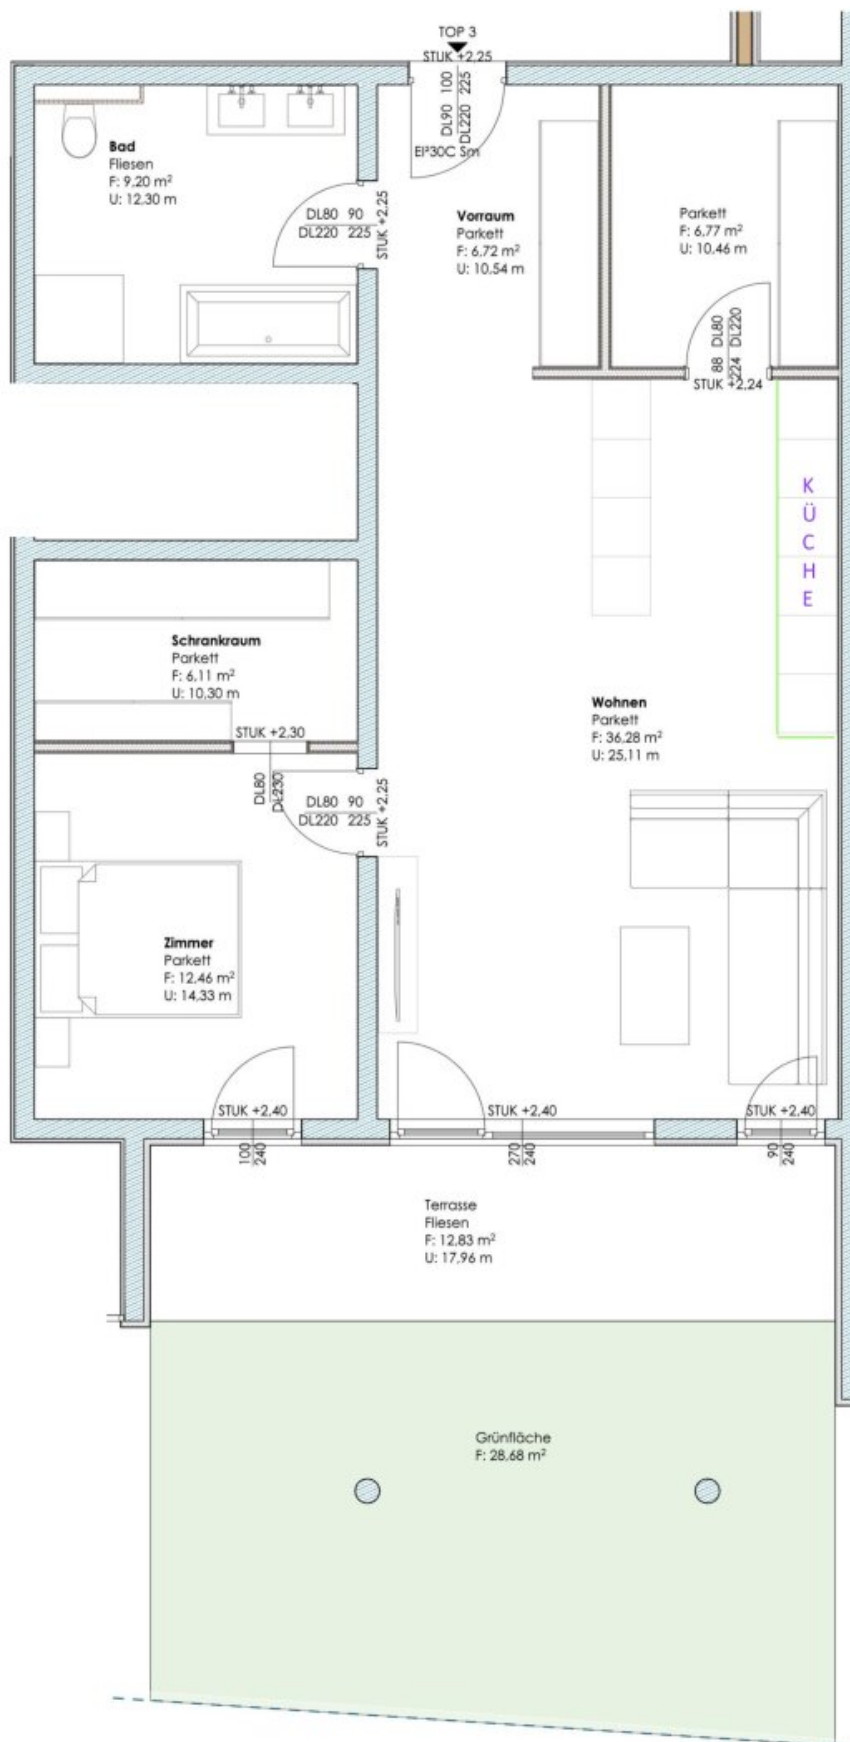 TOP 3
STUK +2,25
DL90 100
DL220 225
EI²30C Sm
Bad
Fliesen
F: 9,20 m²
U: 12,30 m
DL80 90
DL220 225
STUK +2,25
Vorraum
Parkett
F: 6,72 m²
U: 10,54 m
Parkett
F: 6,77 m²
U: 10,46 m
88 DL80
224 DL220
STUK +2,24
KÜCHE
Schrankraum
Parkett
F: 6,11 m²
U: 10,30 m
STUK +2,30
DL80
DL230
DL80 90
DL220 225
STUK +2,25
Wohnen
Parkett
F: 36,28 m²
U: 25,11 m
Zimmer
Parkett
F: 12,46 m²
U: 14,33 m
STUK +2,40
100
240
STUK +2,40
270
240
STUK +2,40
90
240
Terrasse
Fliesen
F: 12,83 m²
U: 17,96 m
Grünfläche
F: 28,68 m²